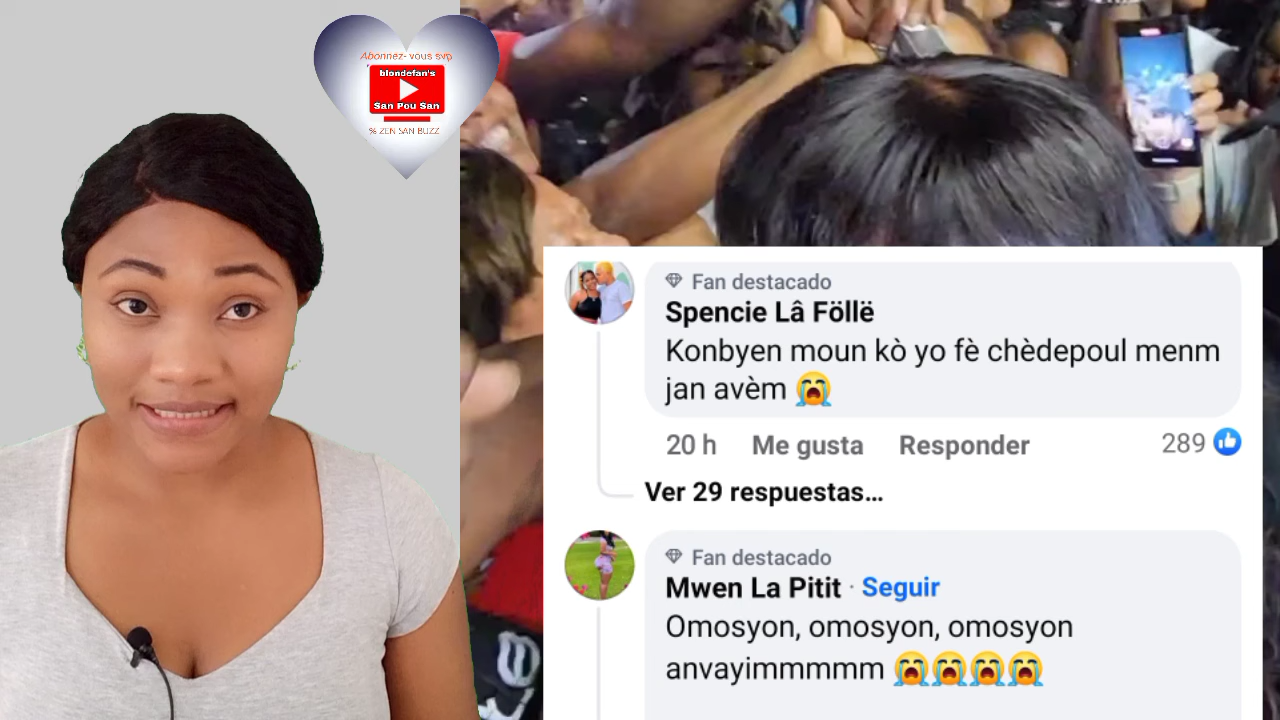 Abonnez- vous svp
blondefan's
San Pou San
% ZEN SAN BUZZ
Fan destacado
Spencie Lâ Föllë
Konbyen moun kò yo fè chèdepoul menm
jan avèm 😭
20 h Me gusta Responder 289
Ver 29 respuestas...
Fan destacado
Mwen La Pitit · Seguir
Omosyon, omosyon, omosyon
anvayimmmmm 😭😭😭😭